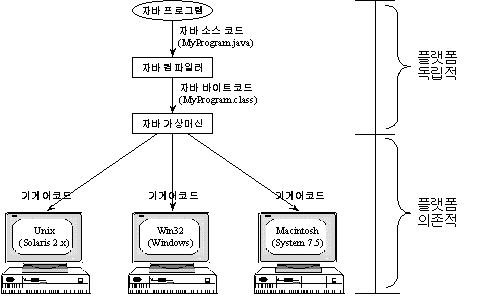 자바 프로그램
자바 소스 코드
(MyProgram.java)
자바 컴파일러
자바 바이트코드
(MyProgram.class)
자바 가상머신
플랫폼
독립적
기계어코드
기계어코드
기계어코드
Unix
(Solaris 2.x)
Win32
(Windows)
Macintosh
(System 7.5)
플랫폼
의존적